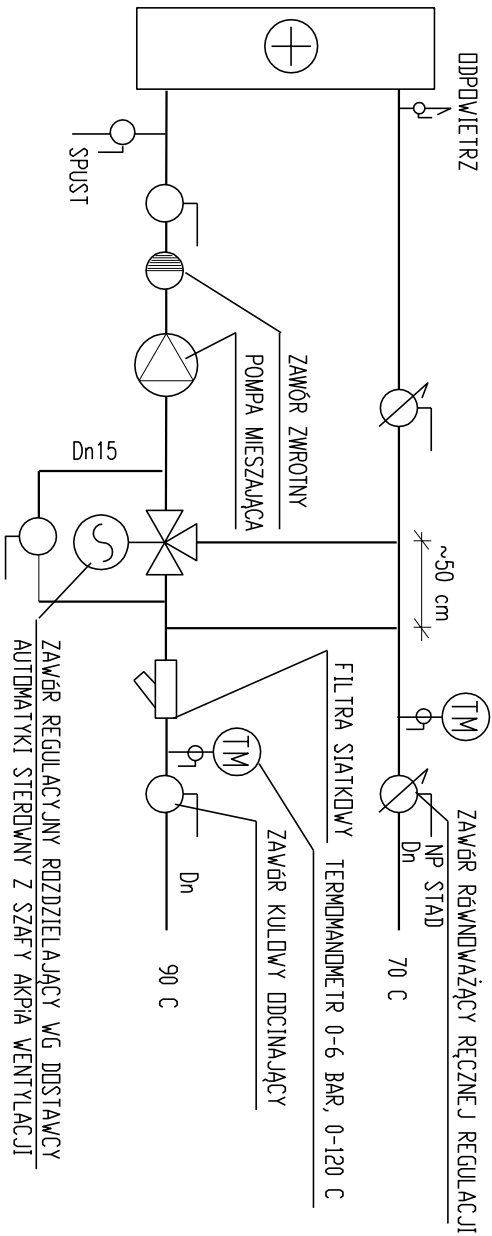 ODPOWIETRZ
SPUST
ZAWÓR ZWROTNY
POMPA MIESZAJĄCA
Dn15
~50 cm
ZAWÓR REGULACYJNY ROZDZIELAJĄCY WG DOSTAWCY
AUTOMATYKI STEROWNY Z SZAFY AKPiA WENTYLACJI
FILTRA SIATKOWY
TM
TM
TERMOMANOMETR 0-6 BAR, 0-120 C
ZAWÓR KULOWY ODCINAJĄCY
ZAWÓR RÓWNOWAŻĄCY RĘCZNEJ REGULACJI
NP STAD
Dn
Dn
70 C
90 C